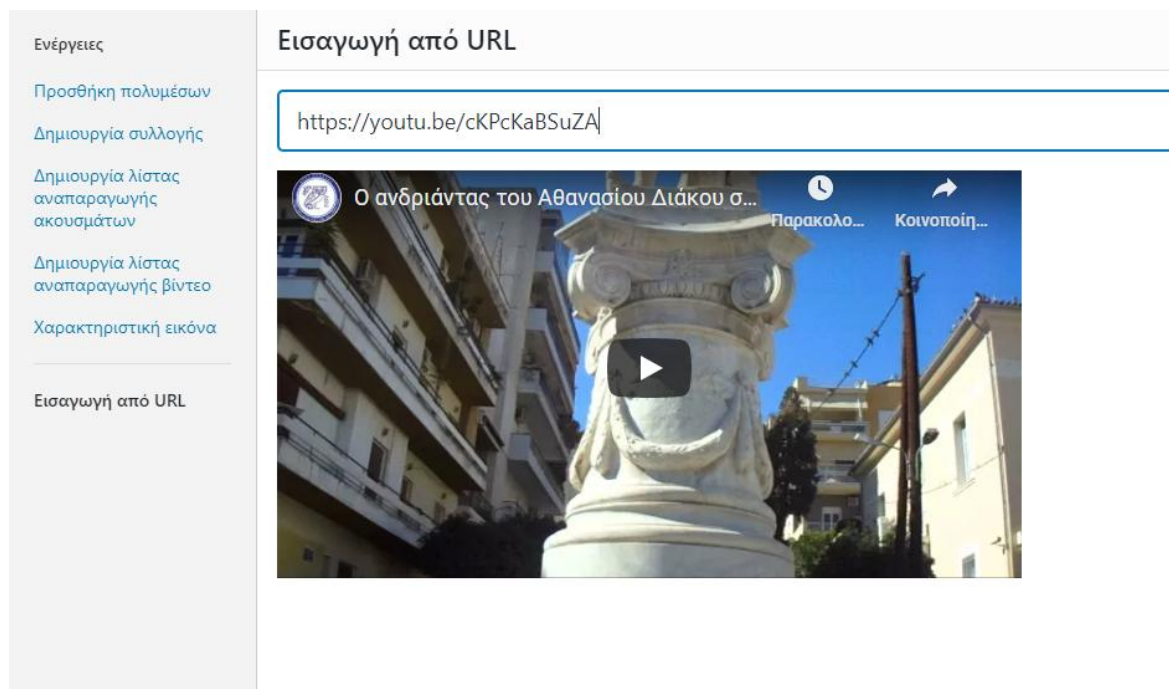 Ενέργειες
Προσθήκη πολυμέσων
Δημιουργία συλλογής
Δημιουργία λίστας
αναπαραγωγής
ακουσμάτων
Δημιουργία λίστας
αναπαραγωγής βίντεο
Χαρακτηριστική εικόνα
Εισαγωγή από URL
Εισαγωγή από URL
https://youtu.be/cKPcKaBSuZA
Ο ανδριάντας του Αθανασίου Διάκου σ...
Παρακολο...
Κοινοποίη...